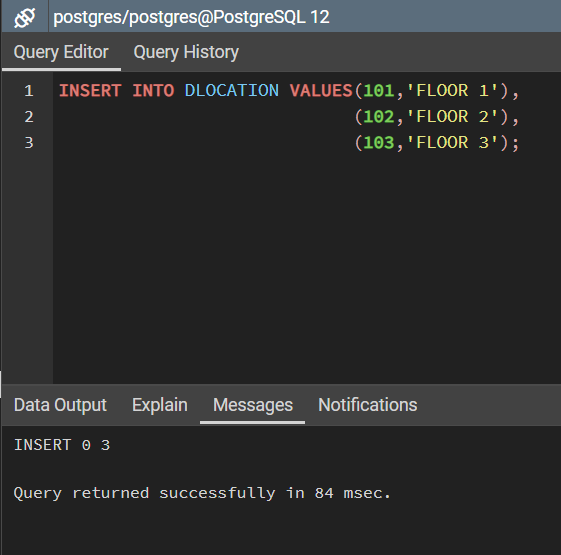 postgres/postgres@PostgreSQL 12
Query Editor Query History
1 INSERT INTO DLOCATION VALUES(101,'FLOOR 1'),
2 (102,'FLOOR 2'),
3 (103,'FLOOR 3');
Data Output Explain Messages Notifications
INSERT 0 3
Query returned successfully in 84 msec.